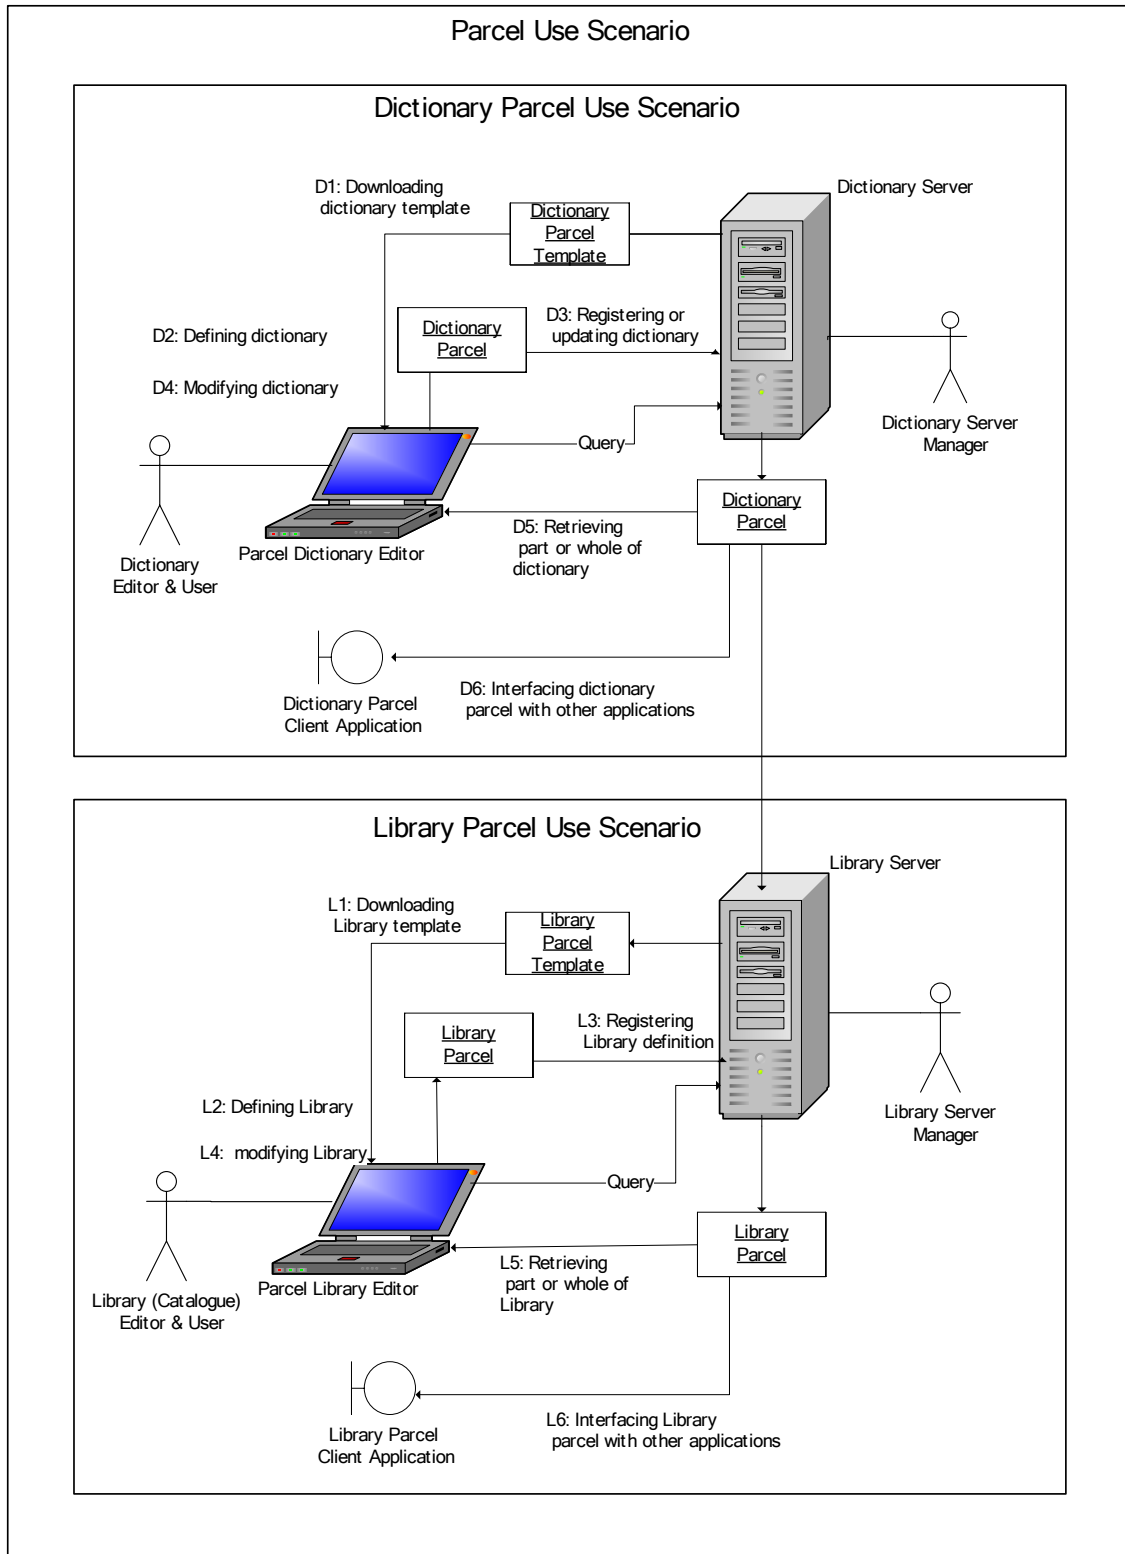 Parcel Use Scenario
Dictionary Parcel Use Scenario
D1: Downloading
dictionary template
Dictionary
Parcel
Template
Dictionary Server
D2: Defining dictionary
Dictionary
Parcel
D3: Registering or
updating dictionary
D4: Modifying dictionary
Query
Dictionary Server
Manager
Dictionary
Parcel
D5: Retrieving
part or whole of
dictionary
Parcel Dictionary Editor
Dictionary
Editor & User
Dictionary Parcel
Client Application
D6: Interfacing dictionary
parcel with other applications
Library Parcel Use Scenario
Library Server
L1: Downloading
Library template
Library
Parcel
Template
Library
Parcel
L3: Registering
Library definition
L2: Defining Library
L4: modifying Library
Query
Library Server
Manager
Library
Parcel
L5: Retrieving
part or whole of
Library
Parcel Library Editor
Library (Catalogue)
Editor & User
Library Parcel
Client Application
L6: Interfacing Library
parcel with other applications